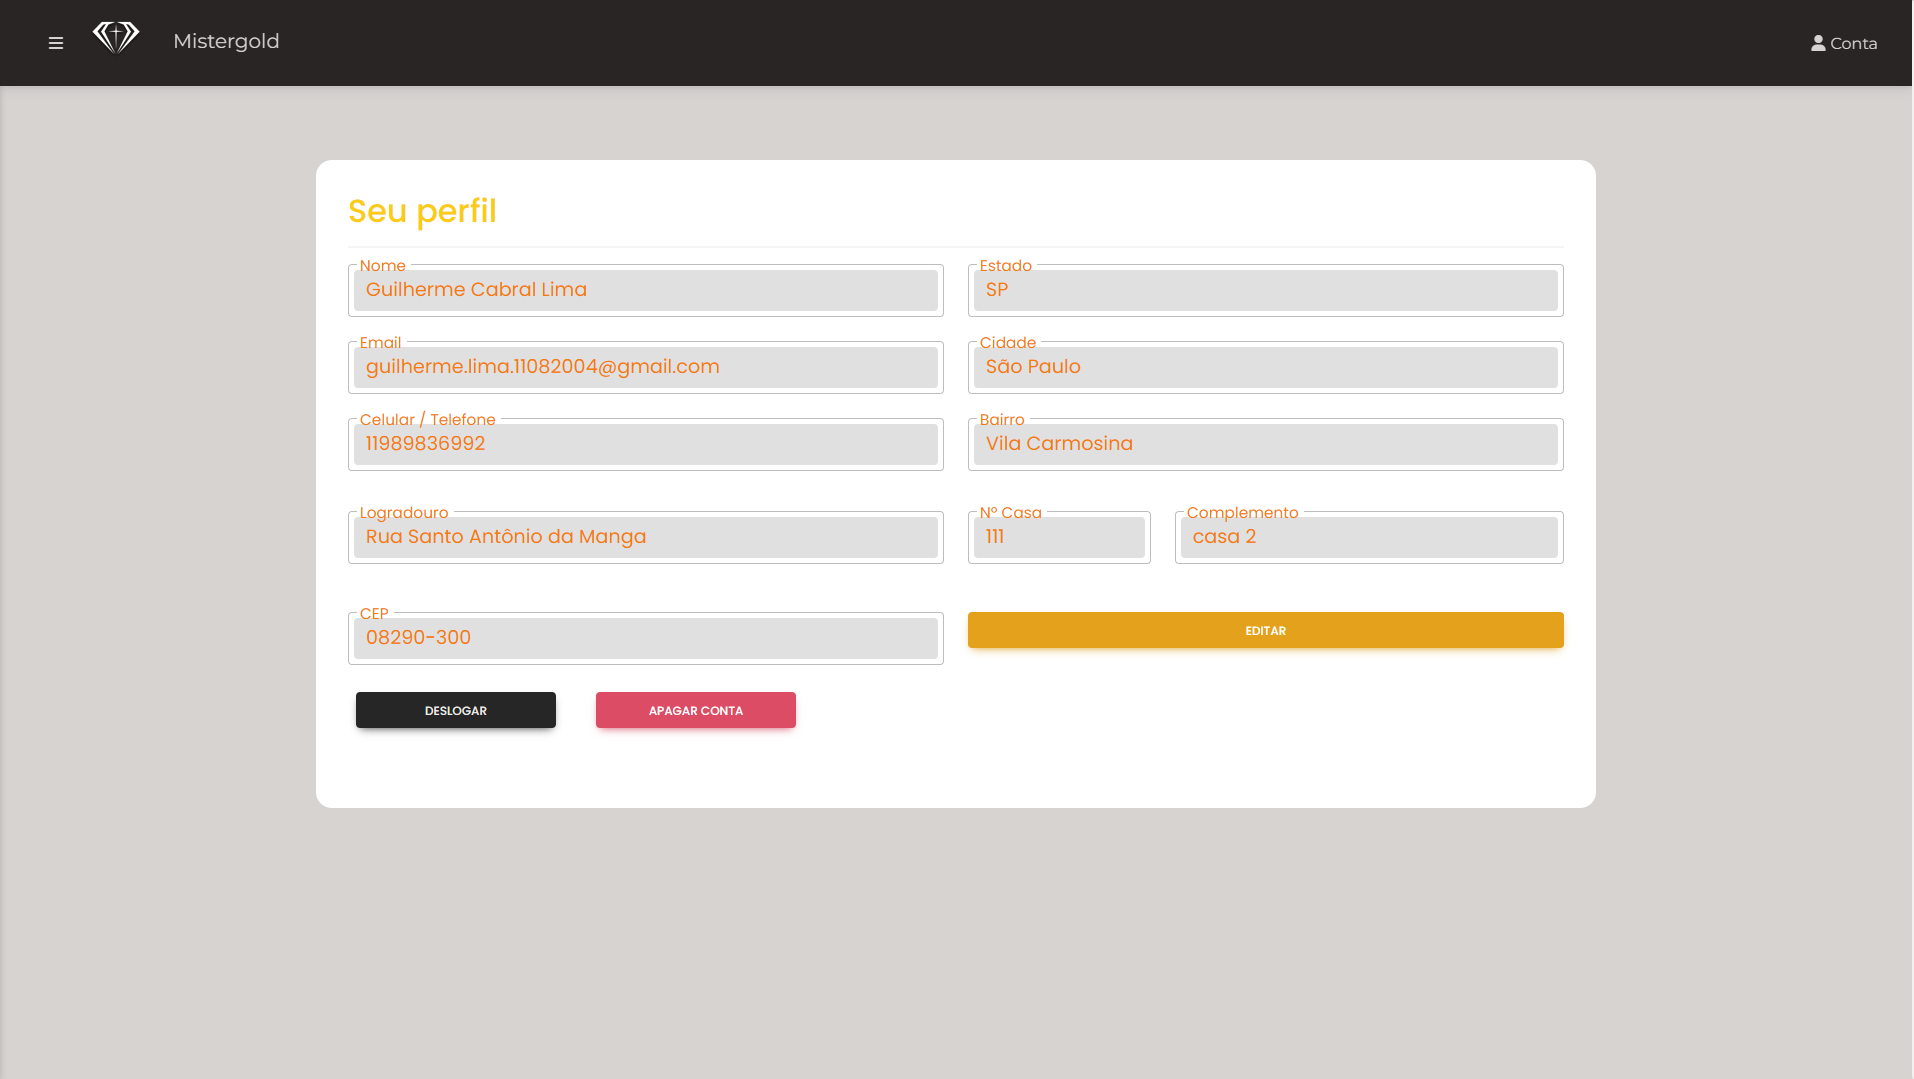 Mistergold
Conta
Seu perfil
Nome
Guilherme Cabral Lima
Estado
SP
Email
guilherme.lima.11082004@gmail.com
Cidade
São Paulo
Celular / Telefone
11989836992
Bairro
Vila Carmosina
Logradouro
Rua Santo Antônio da Manga
Nº Casa
111
Complemento
casa 2
CEP
08290-300
EDITAR
DESLOGAR
APAGAR CONTA